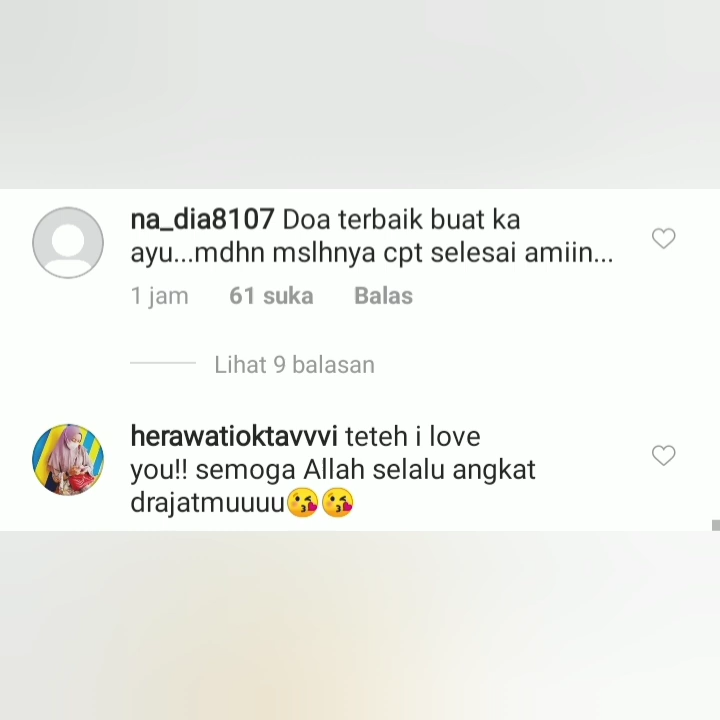 na_dia8107 Doa terbaik buat ka
ayu...mdhn mslhnya cpt selesai amiin...
1 jam 61 suka Balas
Lihat 9 balasan
herawatioktavvvi teteh i love
you!! semoga Allah selalu angkat
drajatmuuuu😘😘